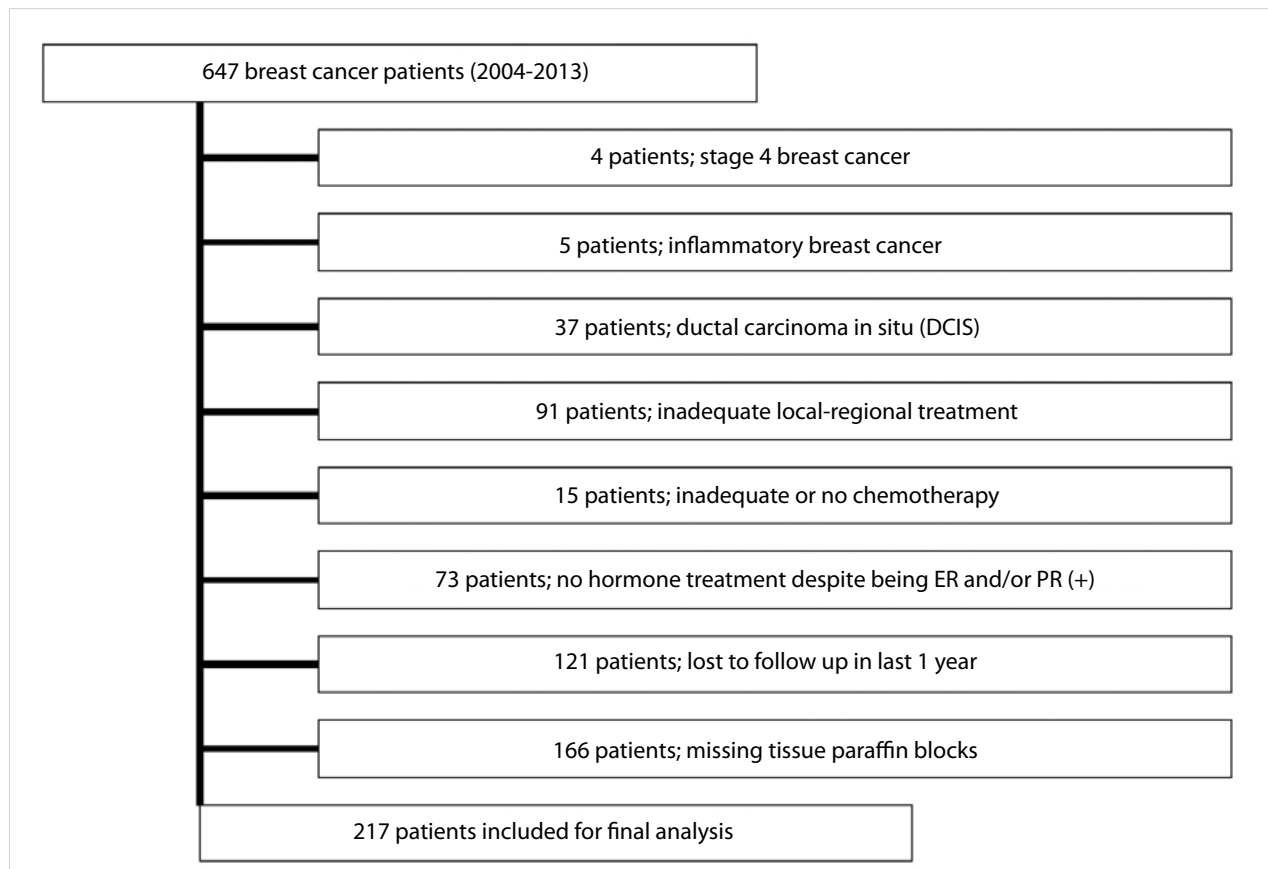 647 breast cancer patients (2004-2013)
4 patients; stage 4 breast cancer
5 patients; inflammatory breast cancer
37 patients; ductal carcinoma in situ (DCIS)
91 patients; inadequate local-regional treatment
15 patients; inadequate or no chemotherapy
73 patients; no hormone treatment despite being ER and/or PR (+)
121 patients; lost to follow up in last 1 year
166 patients; missing tissue paraffin blocks
217 patients included for final analysis